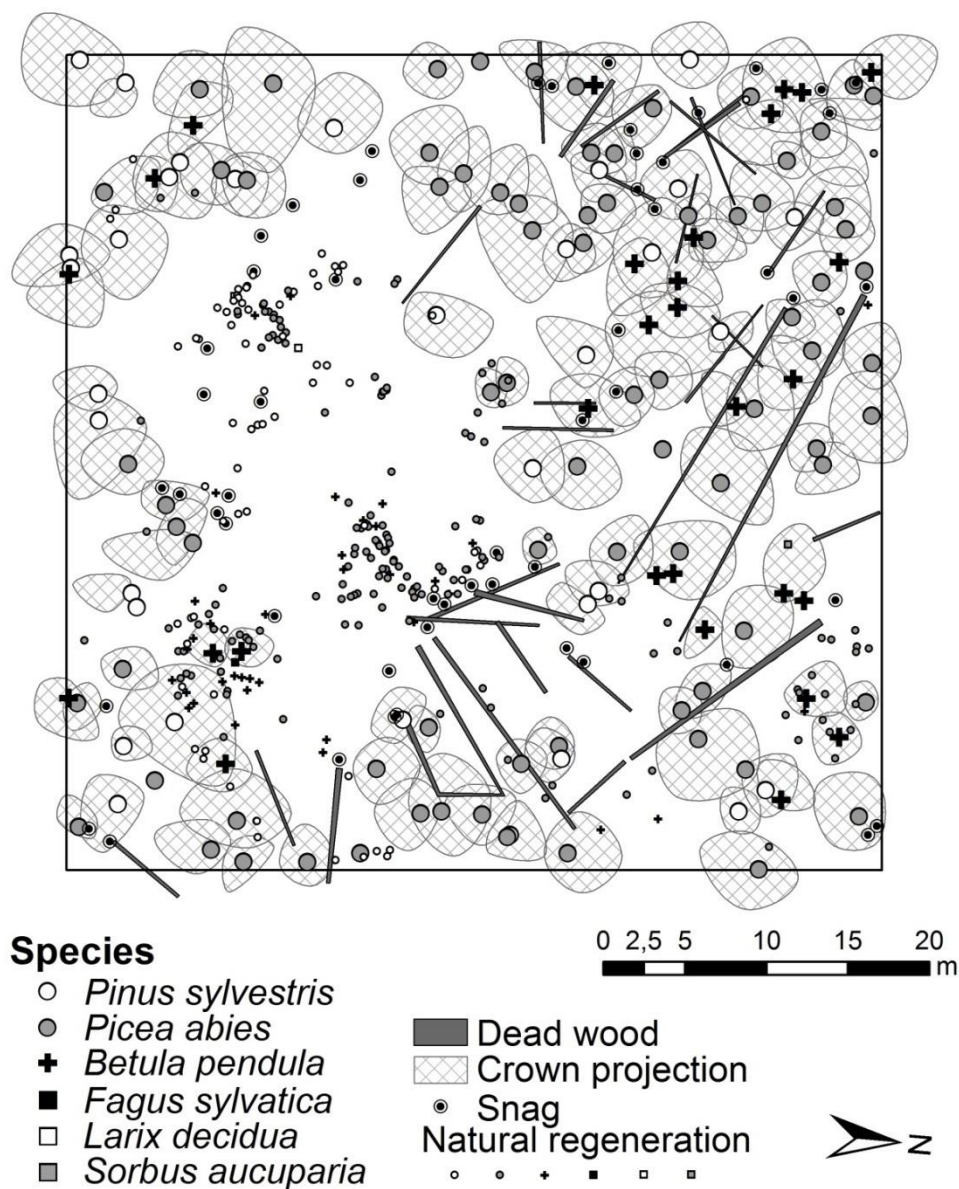 Species
Pinus sylvestris
Picea abies
Betula pendula
Fagus sylvatica
Larix decidua
Sorbus aucuparia
0 2,5 5 10 15 20
m
Dead wood
Crown projection
Snag
Natural regeneration
N